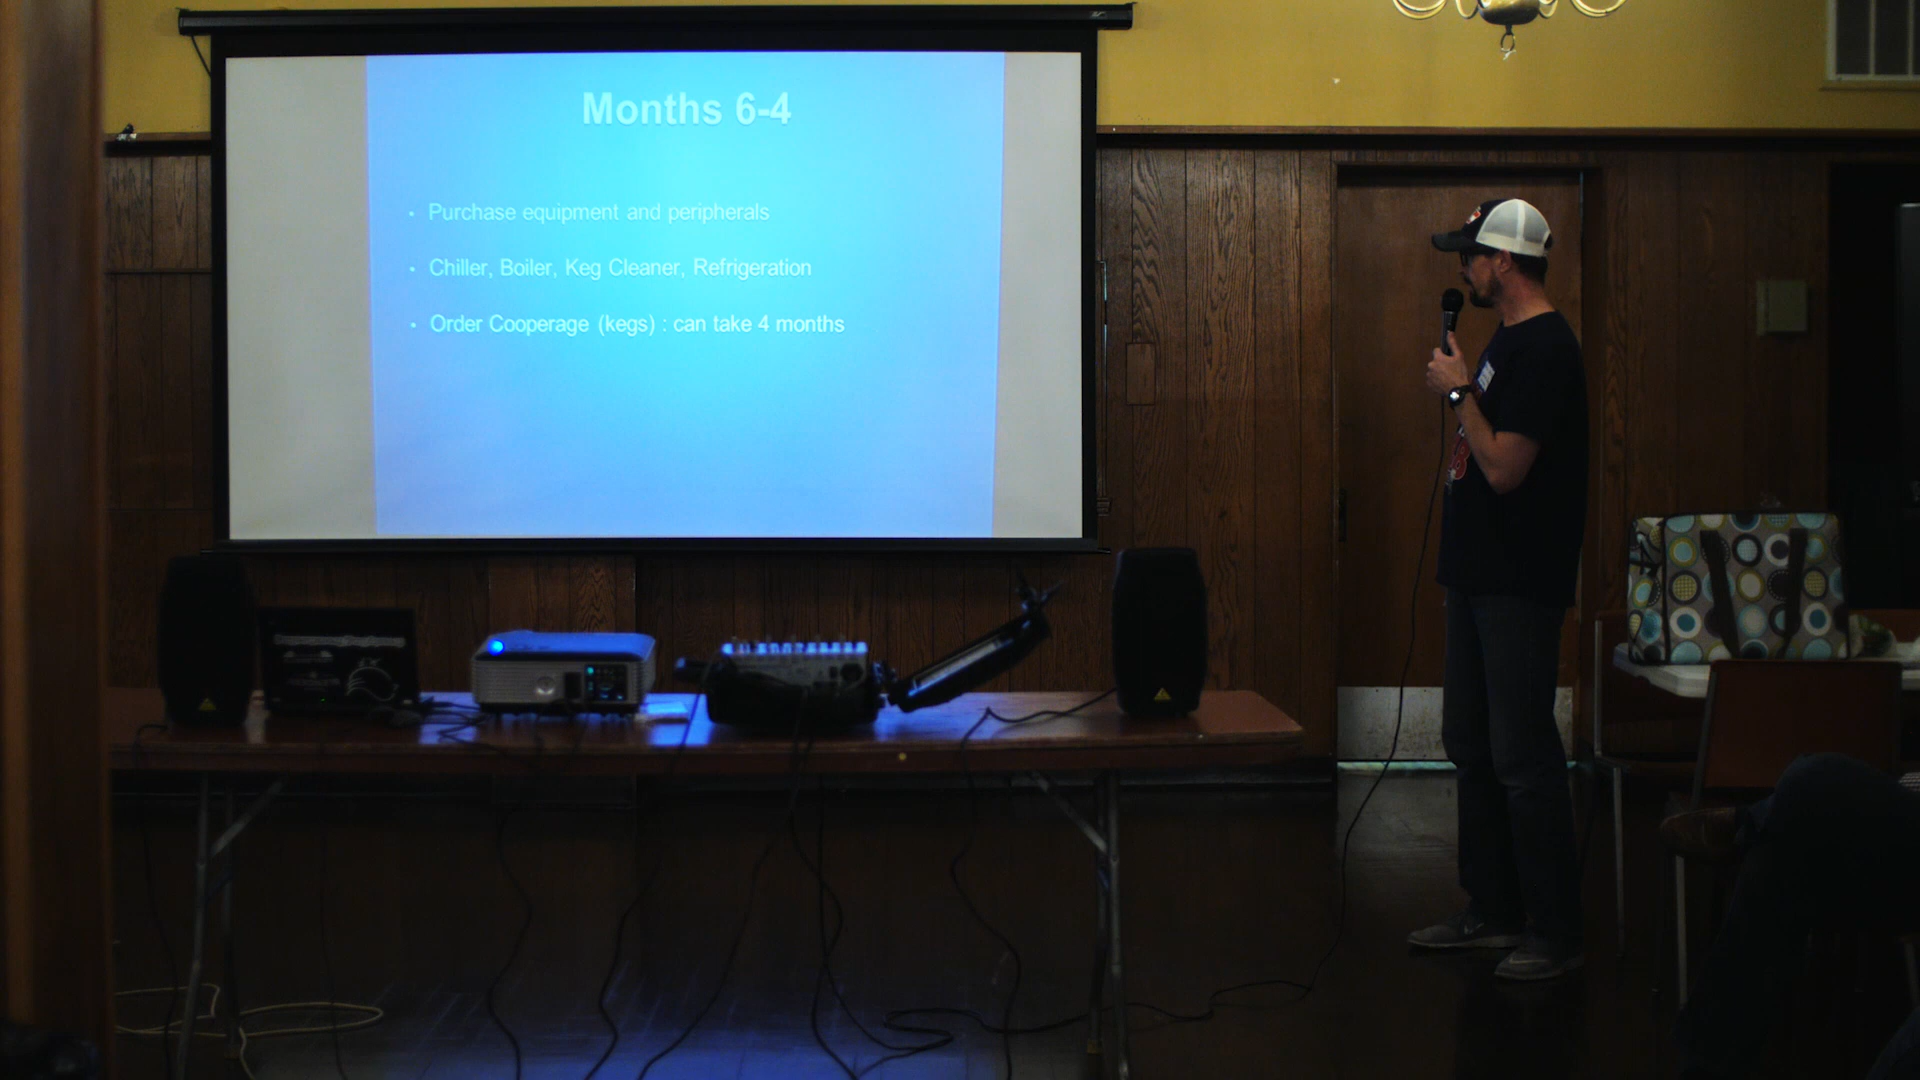 Months 6-4
• Purchase equipment and peripherals
• Chiller, Boiler, Keg Cleaner, Refrigeration
• Order Cooperage (kegs) : can take 4 months